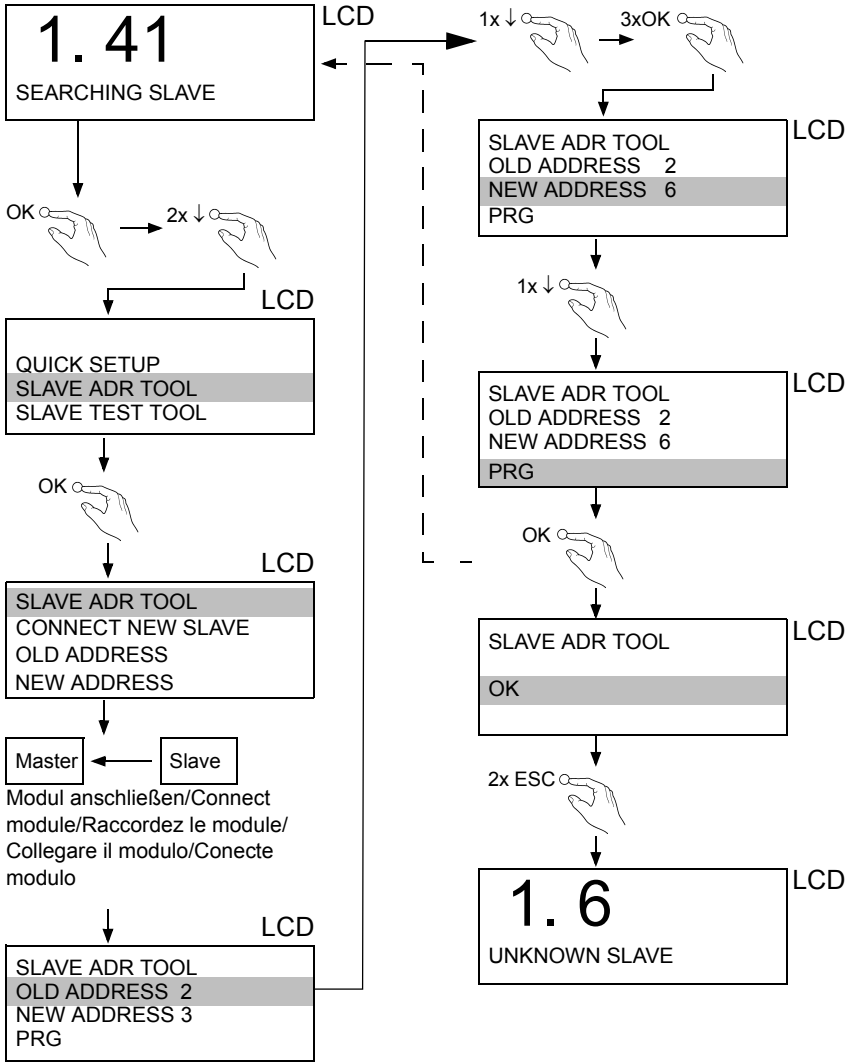 LCD
1. 41
SEARCHING SLAVE
OK
2x ↓
LCD
QUICK SETUP
SLAVE ADR TOOL
SLAVE TEST TOOL
OK
LCD
SLAVE ADR TOOL
CONNECT NEW SLAVE
OLD ADDRESS
NEW ADDRESS
Master
Slave
Modul anschließen/Connect
module/Raccordez le module/
Collegare il modulo/Conecte
modulo
LCD
SLAVE ADR TOOL
OLD ADDRESS 2
NEW ADDRESS 3
PRG
1x ↓
3xOK
LCD
SLAVE ADR TOOL
OLD ADDRESS 2
NEW ADDRESS 6
PRG
1x ↓
LCD
SLAVE ADR TOOL
OLD ADDRESS 2
NEW ADDRESS 6
PRG
OK
LCD
SLAVE ADR TOOL
OK
2x ESC
LCD
1. 6
UNKNOWN SLAVE